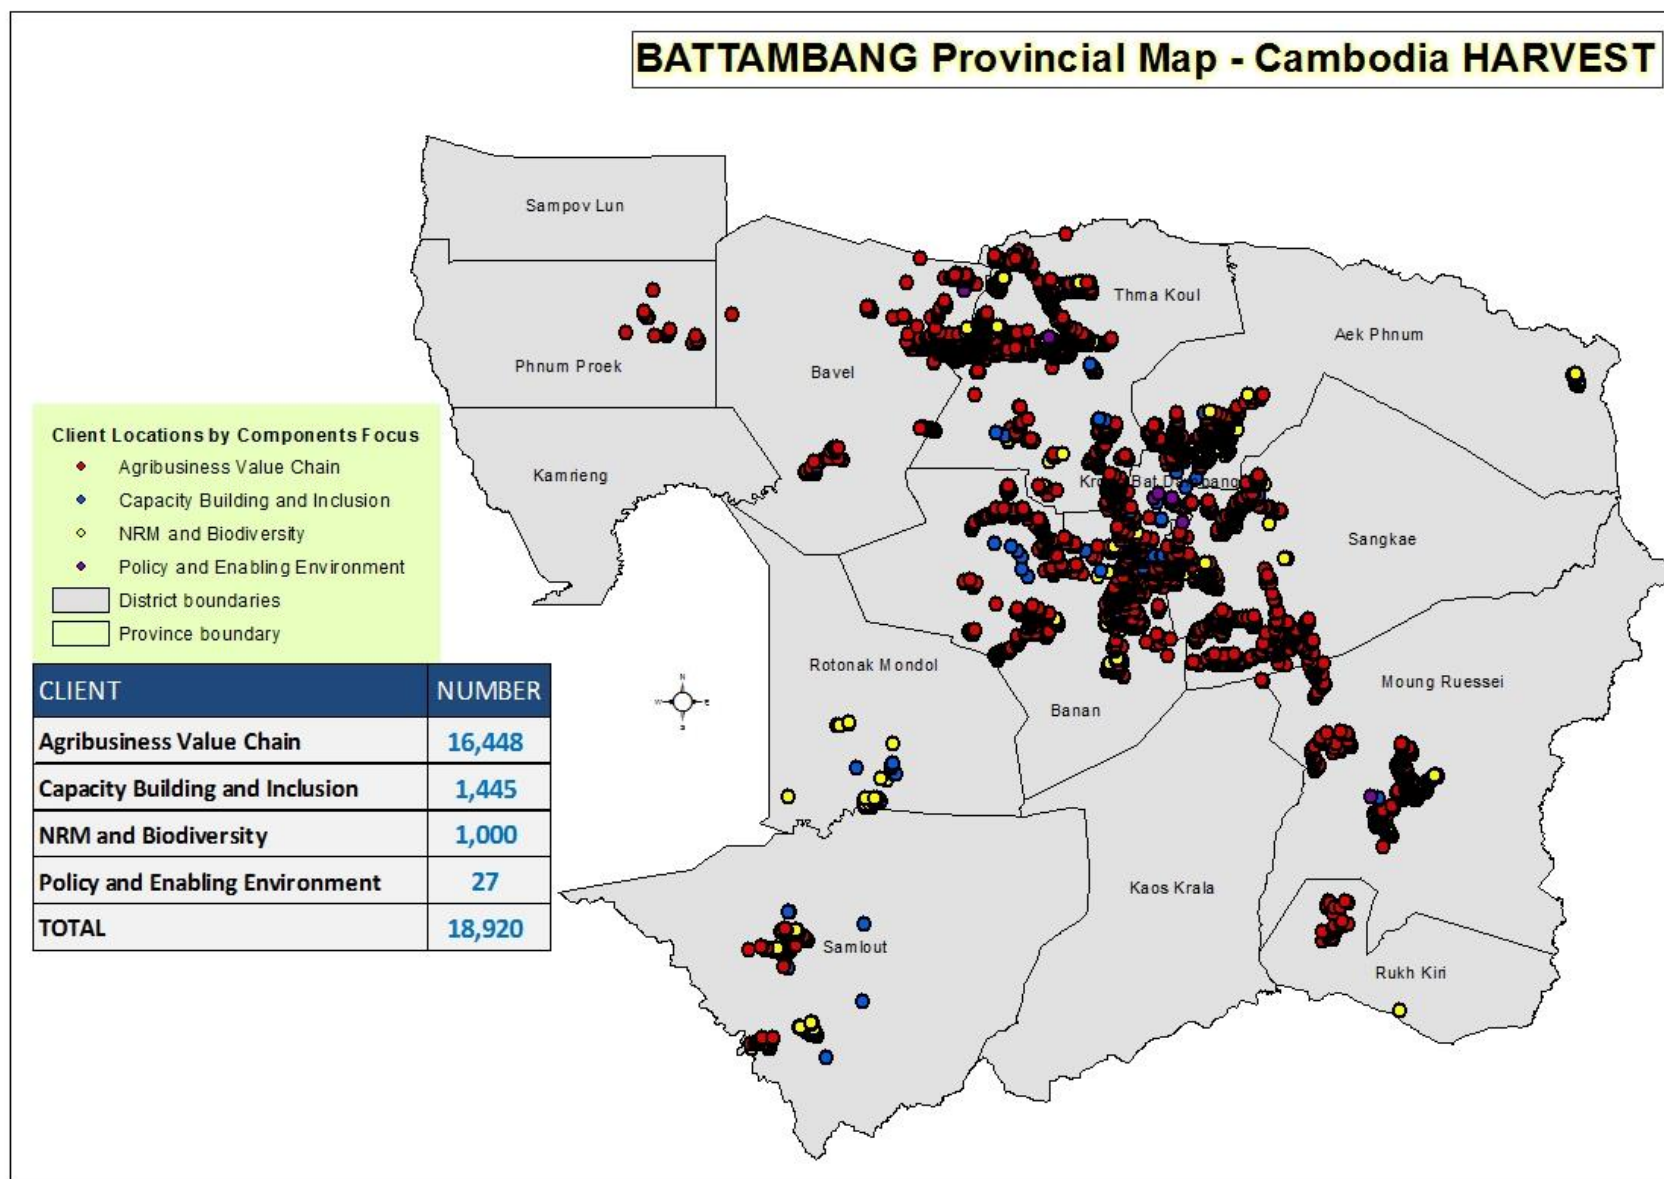 BATTAMBANG Provincial Map - Cambodia HARVEST
Sampov Lun
Thma Koul
Aek Phnum
Phnum Proek
Bavel
Client Locations by Components Focus
Agribusiness Value Chain
Capacity Building and Inclusion
NRM and Biodiversity
Policy and Enabling Environment
District boundaries
Province boundary
Kamrieng
Bat
Sangkae
Rotonak Mondol
Moung Ruessei
Banan
N
W
E
S
CLIENT NUMBER
Agribusiness Value Chain 16,448
Capacity Building and Inclusion 1,445
NRM and Biodiversity 1,000
Policy and Enabling Environment 27
TOTAL 18,920
Kaos Krala
Samlout
Rukh Kiri